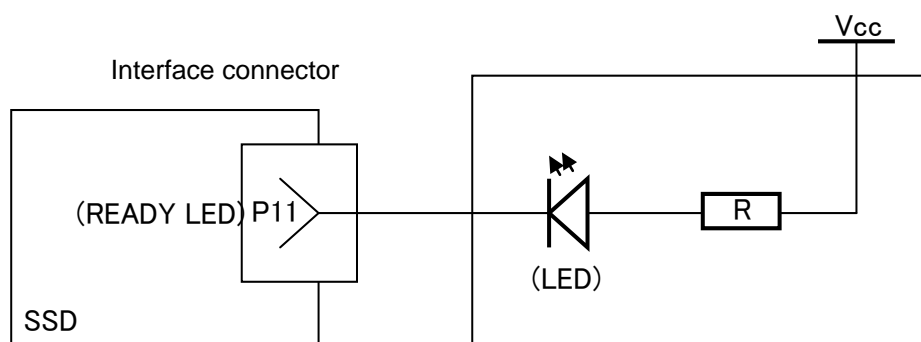 Vcc
Interface connector
(READY LED) P11
R
(LED)
SSD